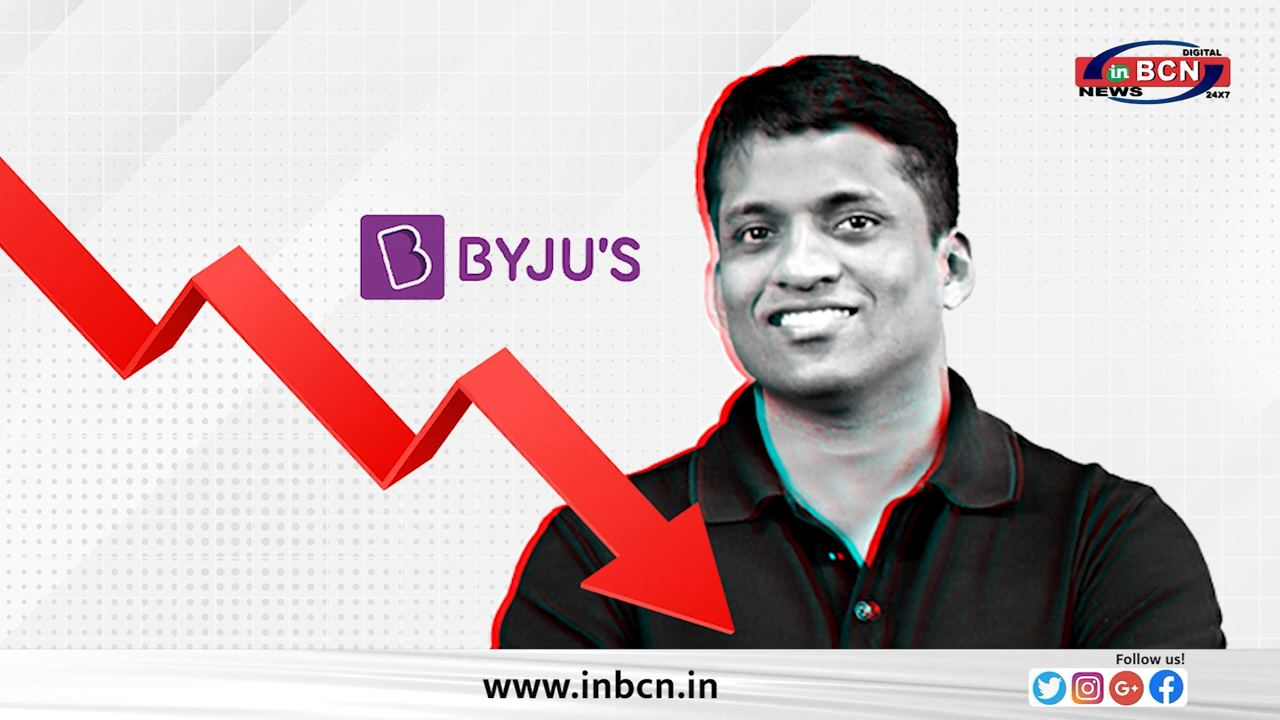 DIGITAL
in BCN
NEWS 24X7
B BYJU'S
Follow us!
www.inbcn.in
G+